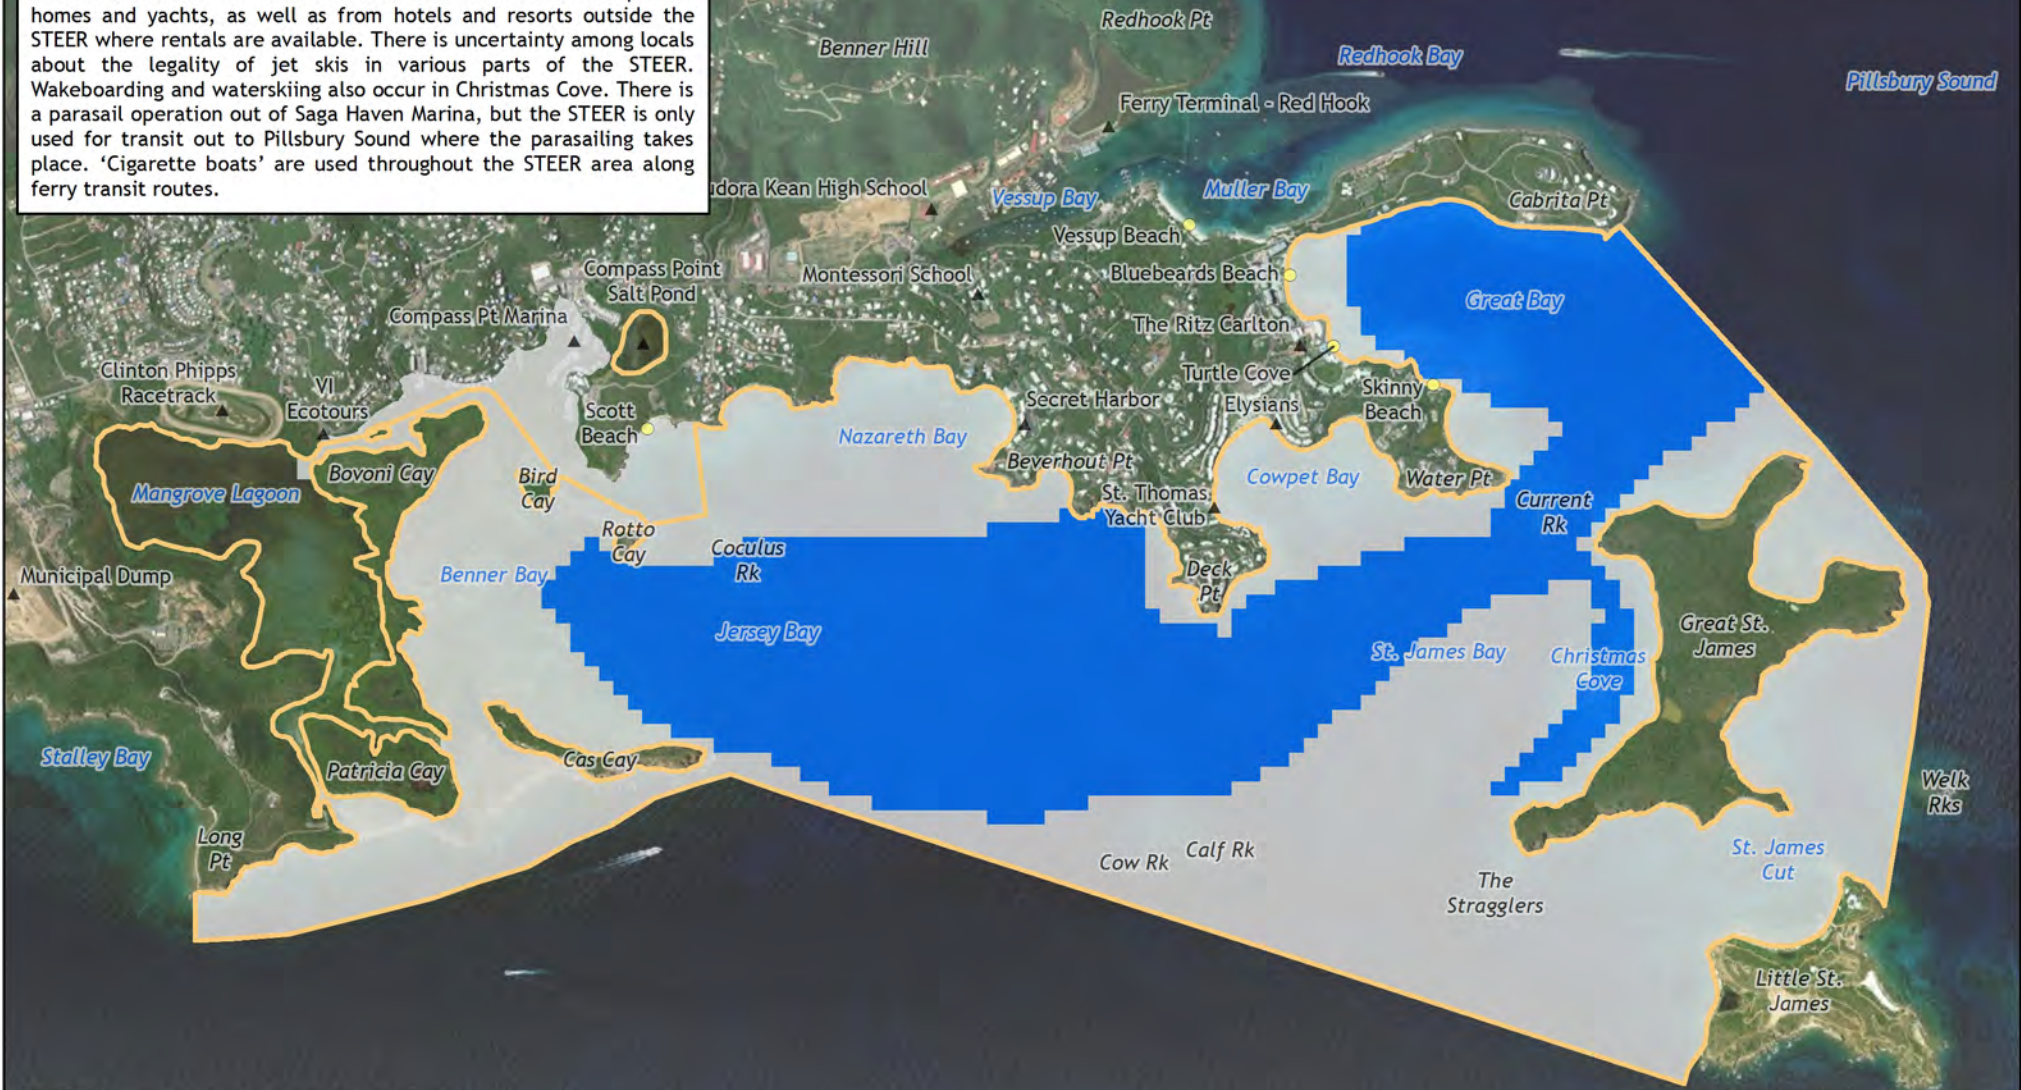 homes and yachts, as well as from hotels and resorts outside the
STEER where rentals are available. There is uncertainty among locals
about the legality of jet skis in various parts of the STEER.
Wakeboarding and waterskiing also occur in Christmas Cove. There is
a parasail operation out of Saga Haven Marina, but the STEER is only
used for transit out to Pillsbury Sound where the parasailing takes
place. ‘Cigarette boats’ are used throughout the STEER area along
ferry transit routes.
Redhook Pt
Benner Hill
Redhook Bay
Pillsbury Sound
Ferry Terminal - Red Hook
udora Kean High School
Vessup Bay
Muller Bay
Cabrita Pt
Vessup Beach
Compass Point
Salt Pond
Montessori School
Bluebeards Beach
Great Bay
Compass Pt Marina
The Ritz Carlton
Clinton Phipps
Racetrack
VI
Ecotours
Turtle Cove
Skinny
Beach
Scott
Beach
Secret Harbor
Elysians
Nazareth Bay
Beverhout Pt
Bovoni Cay
Bird
Cay
Cowpet Bay
Water Pt
Mangrove Lagoon
St. Thomas
Yacht Club
Current
Rk
Rotto
Cay
Coculus
Rk
Municipal Dump
Benner Bay
Deck
Pt
Jersey Bay
Great St.
James
St. James Bay
Christmas
Cove
Stalley Bay
Cas Cay
Patricia Cay
Welk
Rks
Long
Pt
Cow Rk
Calf Rk
St. James
Cut
The
Stragglers
Little St.
James